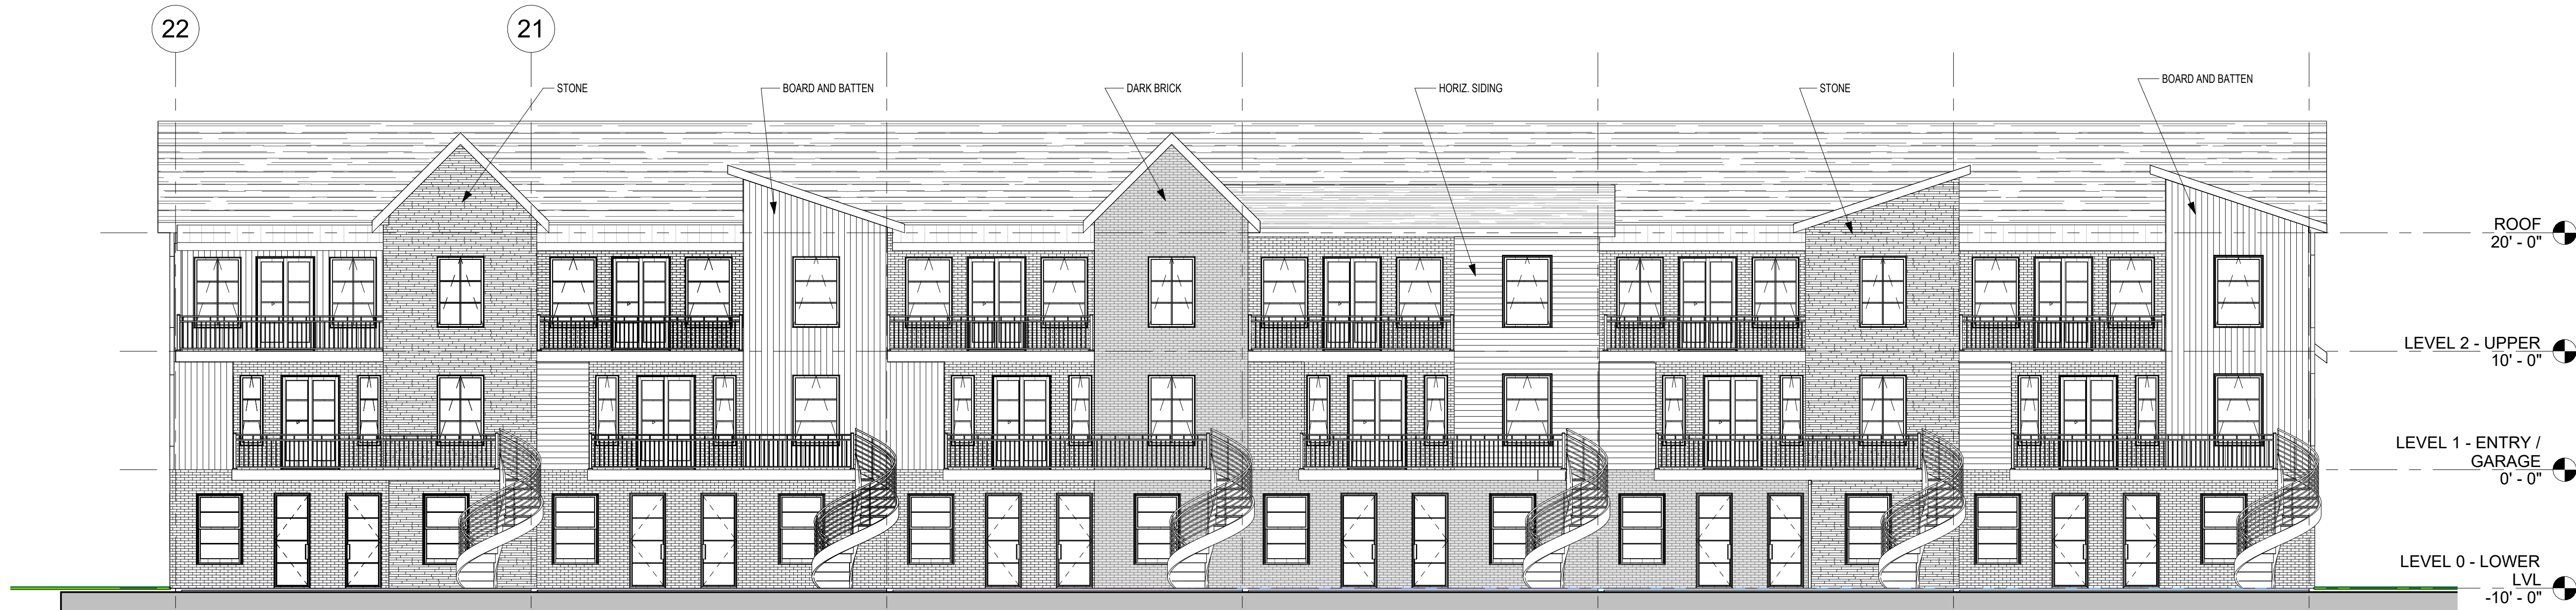 22
21
STONE
BOARD AND BATTEN
DARK BRICK
HORIZ. SIDING
STONE
BOARD AND BATTEN
ROOF
20' - 0"
LEVEL 2 - UPPER
10' - 0"
LEVEL 1 - ENTRY /
GARAGE
0' - 0"
LEVEL 0 - LOWER
LVL
-10' - 0"